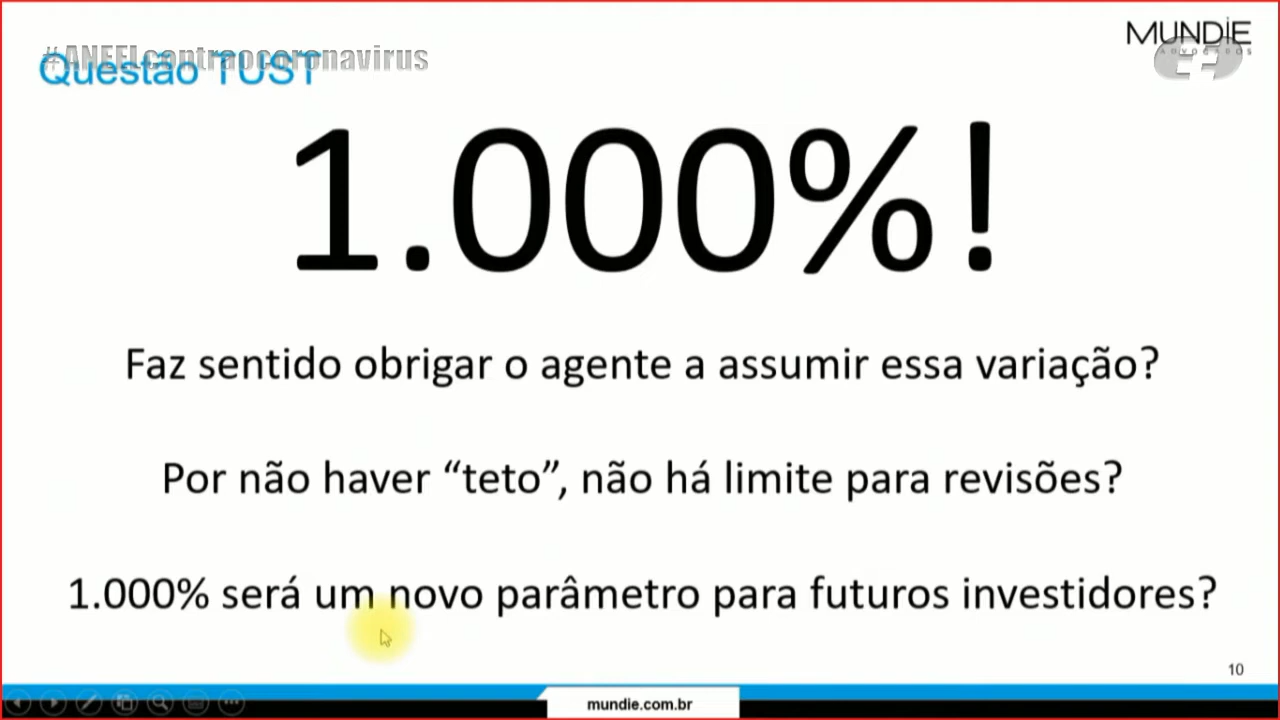 #ANEELcontraocoronavirus
Questão TUST
MUNDIE
ADVOGADOS
1.000%!
Faz sentido obrigar o agente a assumir essa variação?
Por não haver “teto”, não há limite para revisões?
1.000% será um novo parâmetro para futuros investidores?
10
mundie.com.br